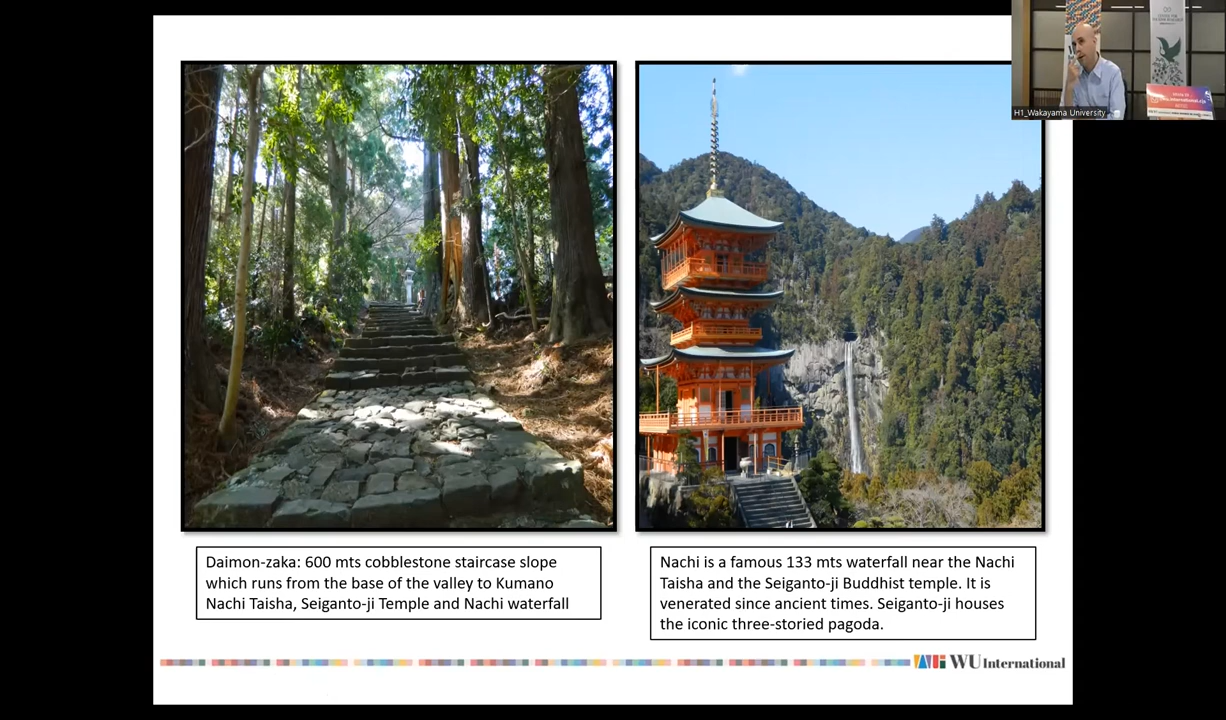 H1_Wakayama University
Daimon-zaka: 600 mts cobblestone staircase slope
which runs from the base of the valley to Kumano
Nachi Taisha, Seiganto-ji Temple and Nachi waterfall
Nachi is a famous 133 mts waterfall near the Nachi
Taisha and the Seiganto-ji Buddhist temple. It is
venerated since ancient times. Seiganto-ji houses
the iconic three-storied pagoda.
WU International